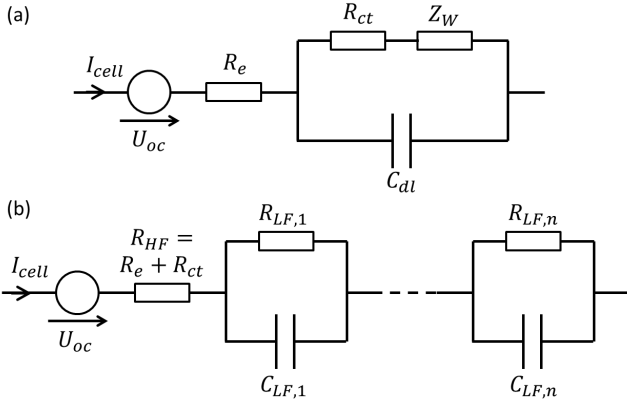 (a)
R_ct
Z_W
I_cell
R_e
U_oc
C_dl
(b)
R_LF,1
R_LF,n
R_HF =
R_e + R_ct
I_cell
U_oc
C_LF,1
C_LF,n